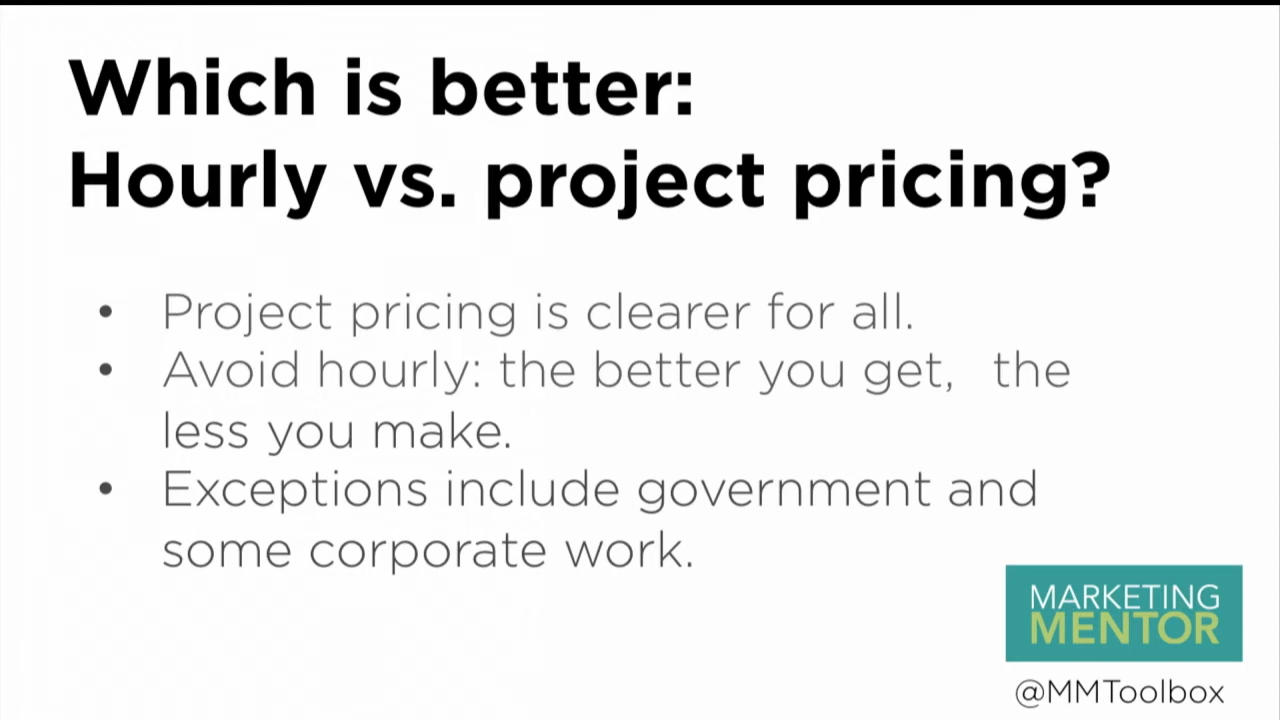 Which is better:
Hourly vs. project pricing?
• Project pricing is clearer for all.
• Avoid hourly: the better you get, the
less you make.
• Exceptions include government and
some corporate work.
MARKETING
MENTOR
@MMToolbox